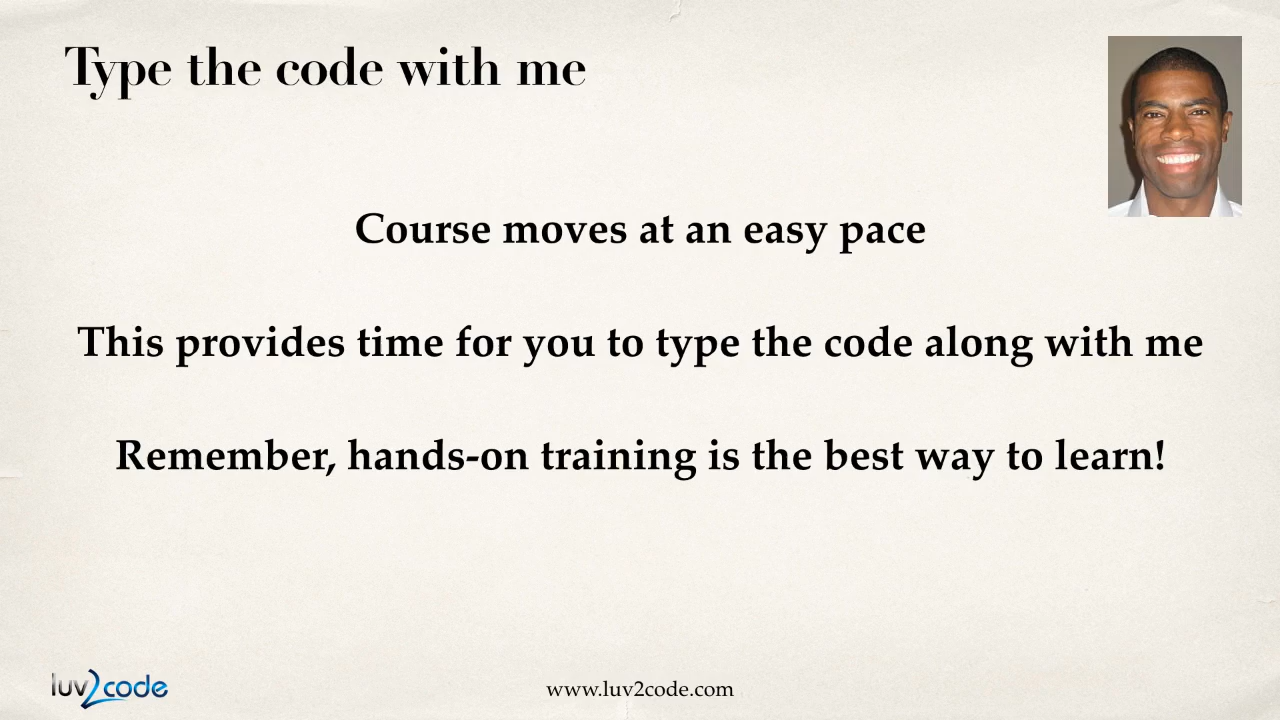 Type the code with me
Course moves at an easy pace
This provides time for you to type the code along with me
Remember, hands-on training is the best way to learn!
luv2code
www.luv2code.com